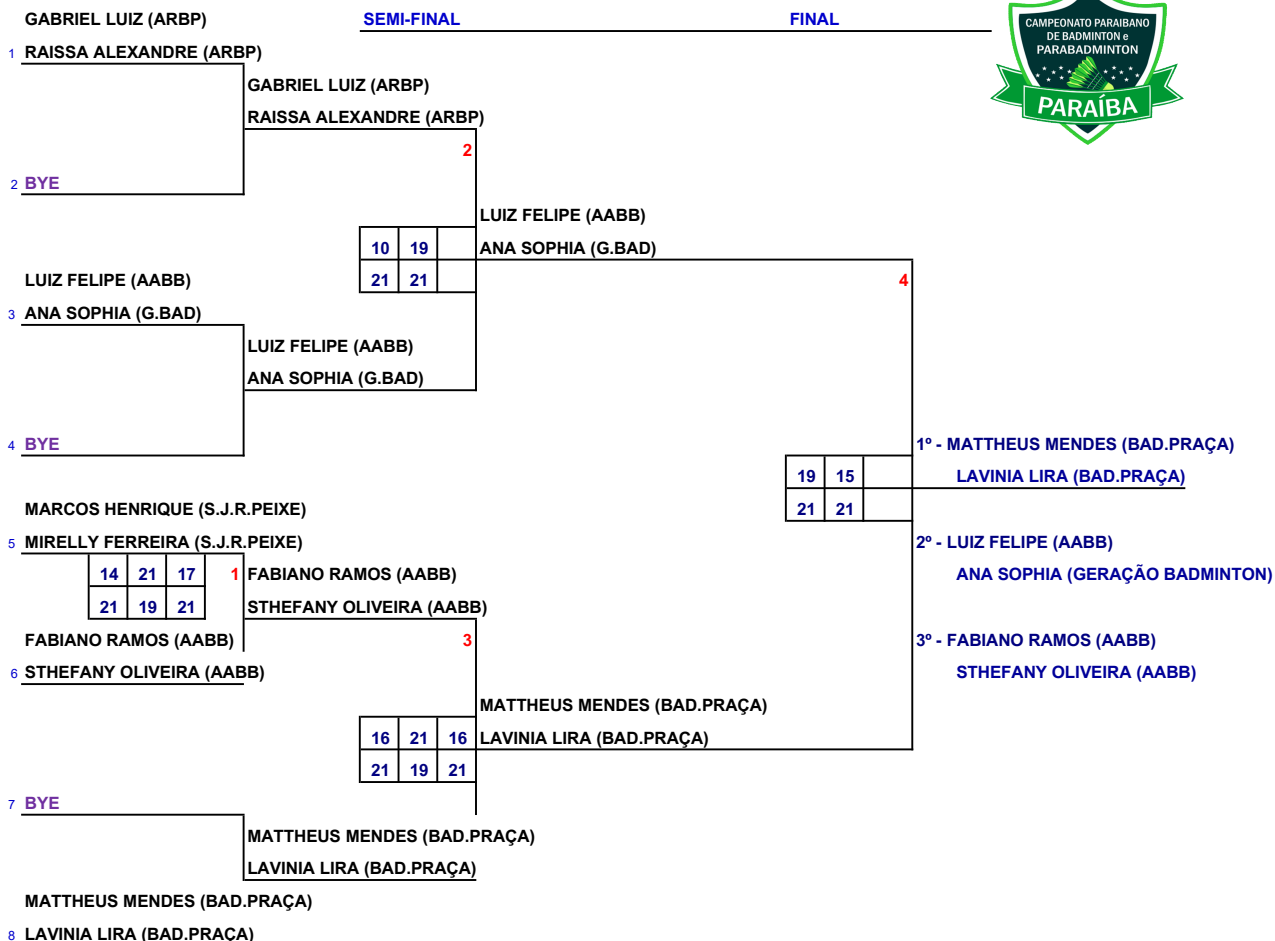 GABRIEL LUIZ (ARBP)
SEMI-FINAL
FINAL
CAMPEONATO PARAIBANO
DE BADMINTON e
PARABADMINTON
PARAÍBA
1 RAISSA ALEXANDRE (ARBP)
GABRIEL LUIZ (ARBP)
RAISSA ALEXANDRE (ARBP)
2
2 BYE
LUIZ FELIPE (AABB)
10 19 ANA SOPHIA (G.BAD)
LUIZ FELIPE (AABB) 21 21 4
3 ANA SOPHIA (G.BAD)
LUIZ FELIPE (AABB)
ANA SOPHIA (G.BAD)
4 BYE
1º - MATTHEUS MENDES (BAD.PRAÇA)
19 15 LAVINIA LIRA (BAD.PRAÇA)
MARCOS HENRIQUE (S.J.R.PEIXE) 21 21
5 MIRELLY FERREIRA (S.J.R.PEIXE) 2º - LUIZ FELIPE (AABB)
14 21 17 1 FABIANO RAMOS (AABB) ANA SOPHIA (GERAÇÃO BADMINTON)
21 19 21 STHEFANY OLIVEIRA (AABB)
FABIANO RAMOS (AABB) 3 3º - FABIANO RAMOS (AABB)
6 STHEFANY OLIVEIRA (AABB) STHEFANY OLIVEIRA (AABB)
MATTHEUS MENDES (BAD.PRAÇA)
16 21 16 LAVINIA LIRA (BAD.PRAÇA)
21 19 21
7 BYE
MATTHEUS MENDES (BAD.PRAÇA)
LAVINIA LIRA (BAD.PRAÇA)
MATTHEUS MENDES (BAD.PRAÇA)
8 LAVINIA LIRA (BAD.PRAÇA)